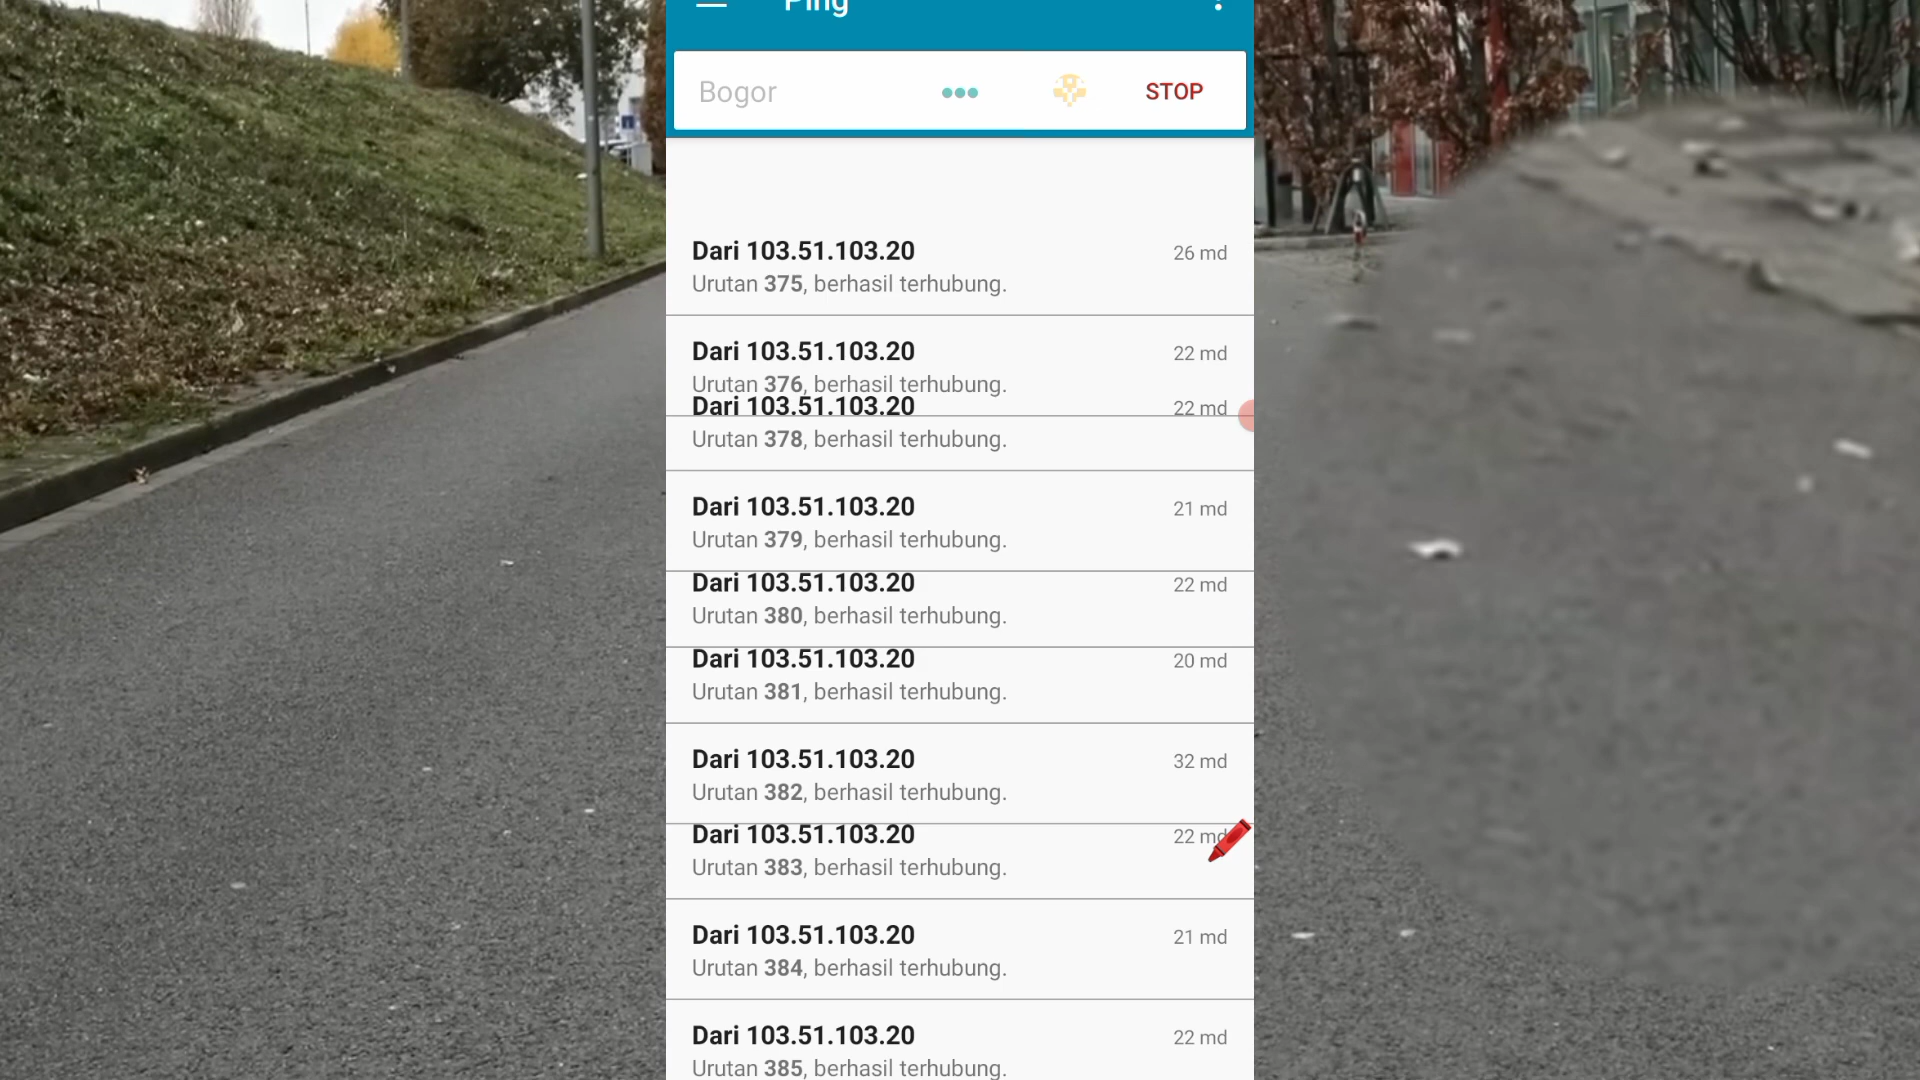 Ping
Bogor
STOP
Dari 103.51.103.20 26 md
Urutan 375, berhasil terhubung.
Dari 103.51.103.20 22 md
Urutan 376, berhasil terhubung.
Dari 103.51.103.20 22 md
Urutan 378, berhasil terhubung.
Dari 103.51.103.20 21 md
Urutan 379, berhasil terhubung.
Dari 103.51.103.20 22 md
Urutan 380, berhasil terhubung.
Dari 103.51.103.20 20 md
Urutan 381, berhasil terhubung.
Dari 103.51.103.20 32 md
Urutan 382, berhasil terhubung.
Dari 103.51.103.20 22 md
Urutan 383, berhasil terhubung.
Dari 103.51.103.20 21 md
Urutan 384, berhasil terhubung.
Dari 103.51.103.20 22 md
Urutan 385, berhasil terhubung.